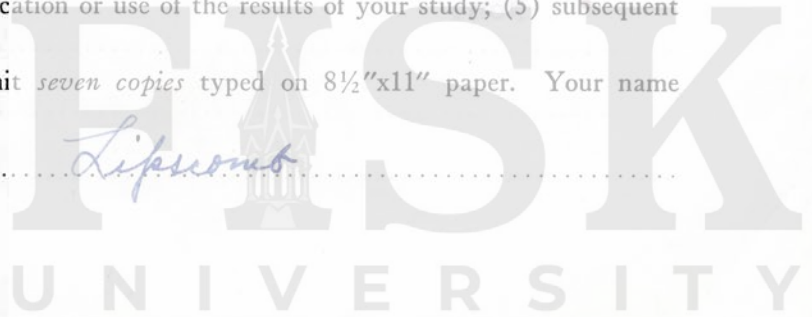 cation or use of the results of your study; (5) subsequent
it seven copies typed on 8½"x11" paper. Your name
Lipscomb
FISK
UNIVERSITY